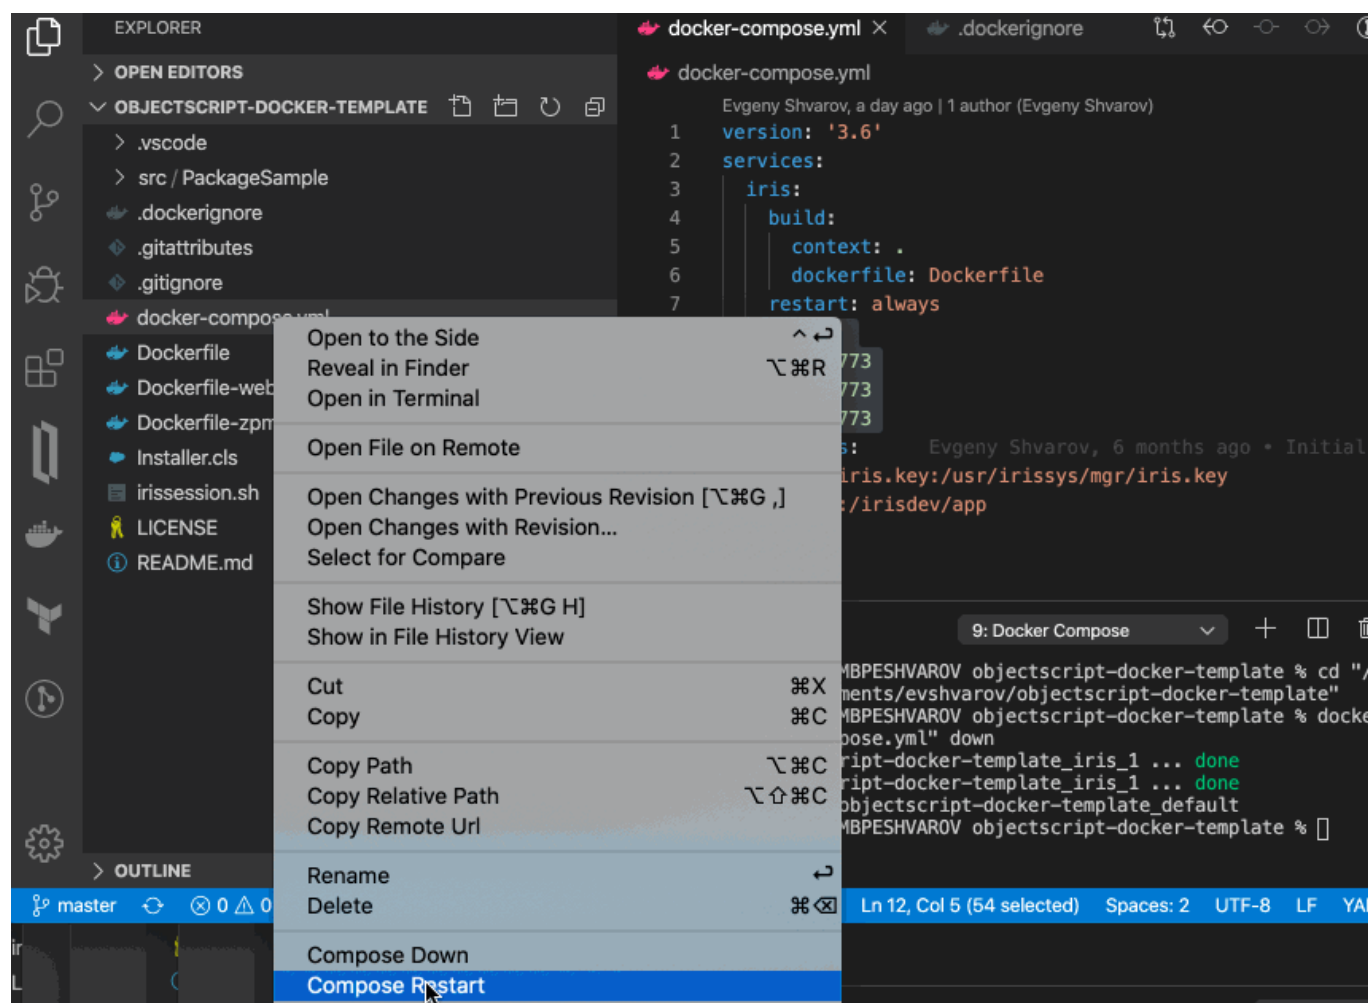 EXPLORER
OPEN EDITORS
OBJECTSCRIPT-DOCKER-TEMPLATE
.vscode
src / PackageSample
.dockerignore
.gitattributes
.gitignore
docker-compose.yml
Dockerfile
Dockerfile-web
Dockerfile-zpm
Installer.cls
irissession.sh
LICENSE
README.md
OUTLINE
docker-compose.yml
.dockerignore
docker-compose.yml
Evgeny Shvarov, a day ago | 1 author (Evgeny Shvarov)
1 version: '3.6'
2 services:
3 iris:
4 build:
5 context: .
6 dockerfile: Dockerfile
7 restart: always
773
773
773
s: Evgeny Shvarov, 6 months ago • Initial
iris.key:/usr/irissys/mgr/iris.key
:/irisdev/app
Open to the Side ^ ↵
Reveal in Finder ⌥⌘R
Open in Terminal
Open File on Remote
Open Changes with Previous Revision [⌥⌘G ,]
Open Changes with Revision...
Select for Compare
Show File History [⌥⌘G H]
Show in File History View
Cut ⌘X
Copy ⌘C
Copy Path ⌥⌘C
Copy Relative Path ⌥⇧⌘C
Copy Remote Url
Rename ↵
Delete ⌘⌫
Compose Down
Compose Restart
9: Docker Compose
MBPESHVAROV objectscript-docker-template % cd "/
ments/evshvarov/objectscript-docker-template"
MBPESHVAROV objectscript-docker-template % docke
pose.yml" down
ript-docker-template_iris_1 ... done
ript-docker-template_iris_1 ... done
objectscript-docker-template_default
MBPESHVAROV objectscript-docker-template %
master 0 0
Ln 12, Col 5 (54 selected) Spaces: 2 UTF-8 LF YA